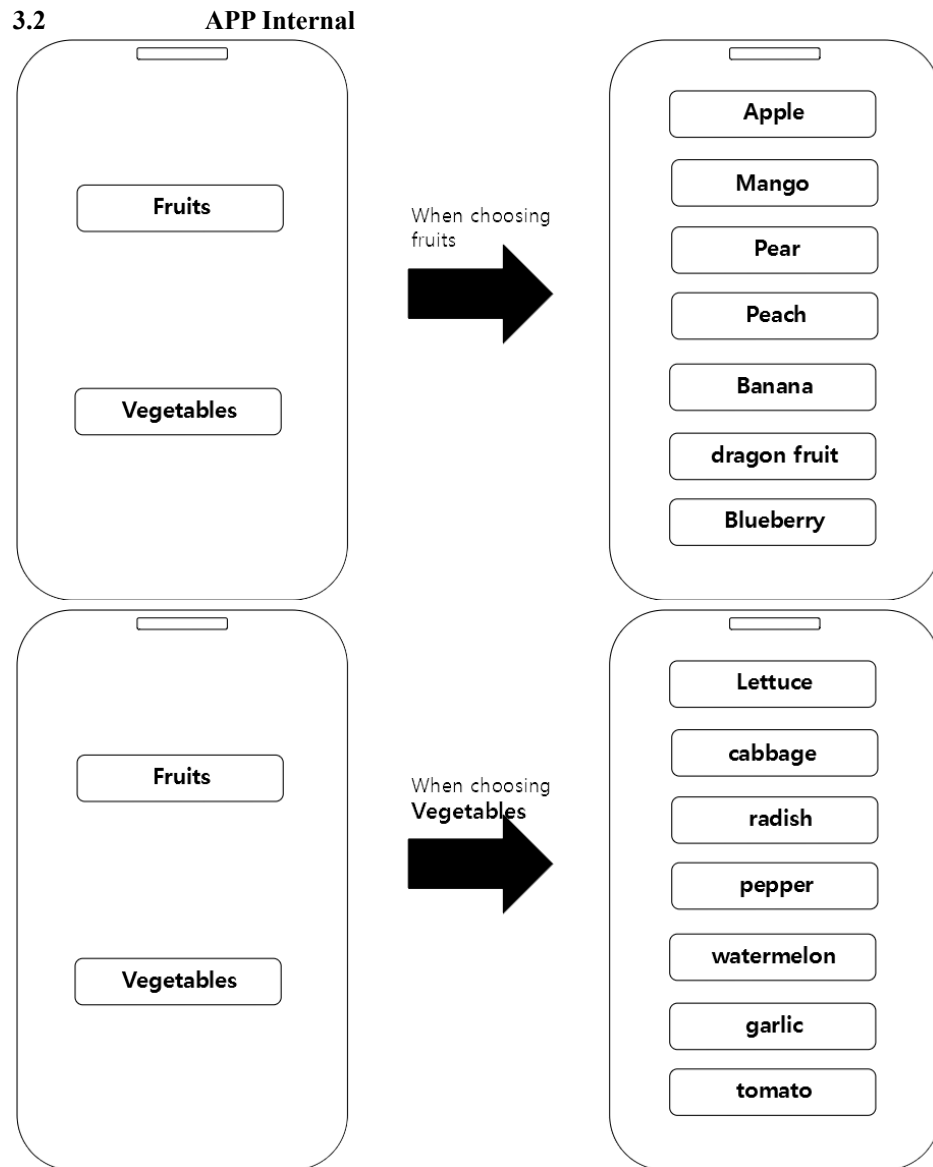 3.2 APP Internal
Fruits
Vegetables
When choosing
fruits
Apple
Mango
Pear
Peach
Banana
dragon fruit
Blueberry
Fruits
Vegetables
When choosing
Vegetables
Lettuce
cabbage
radish
pepper
watermelon
garlic
tomato